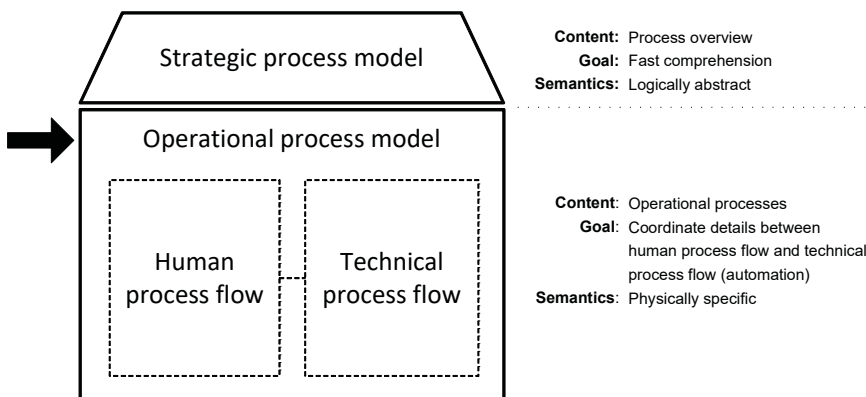 Strategic process model
Content: Process overview
Goal: Fast comprehension
Semantics: Logically abstract
Operational process model
Human
process flow
Technical
process flow
Content: Operational processes
Goal: Coordinate details between
human process flow and technical
process flow (automation)
Semantics: Physically specific